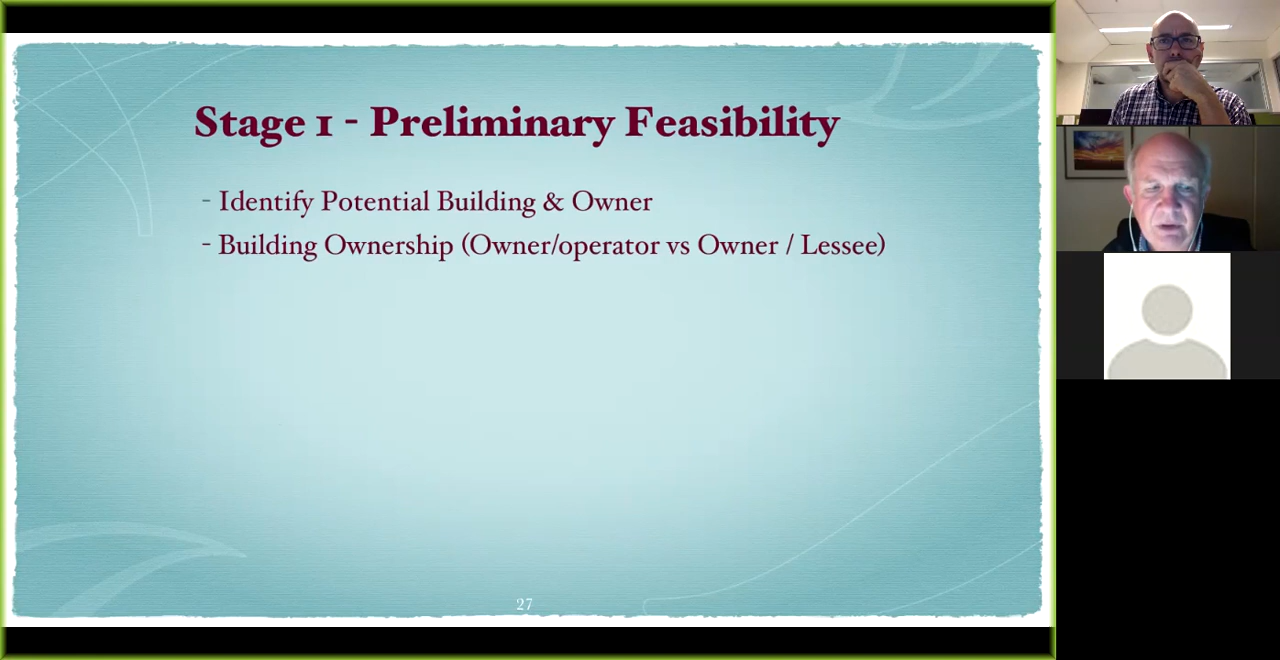 Stage 1 - Preliminary Feasibility
- Identify Potential Building & Owner
- Building Ownership (Owner/operator vs Owner / Lessee)
27